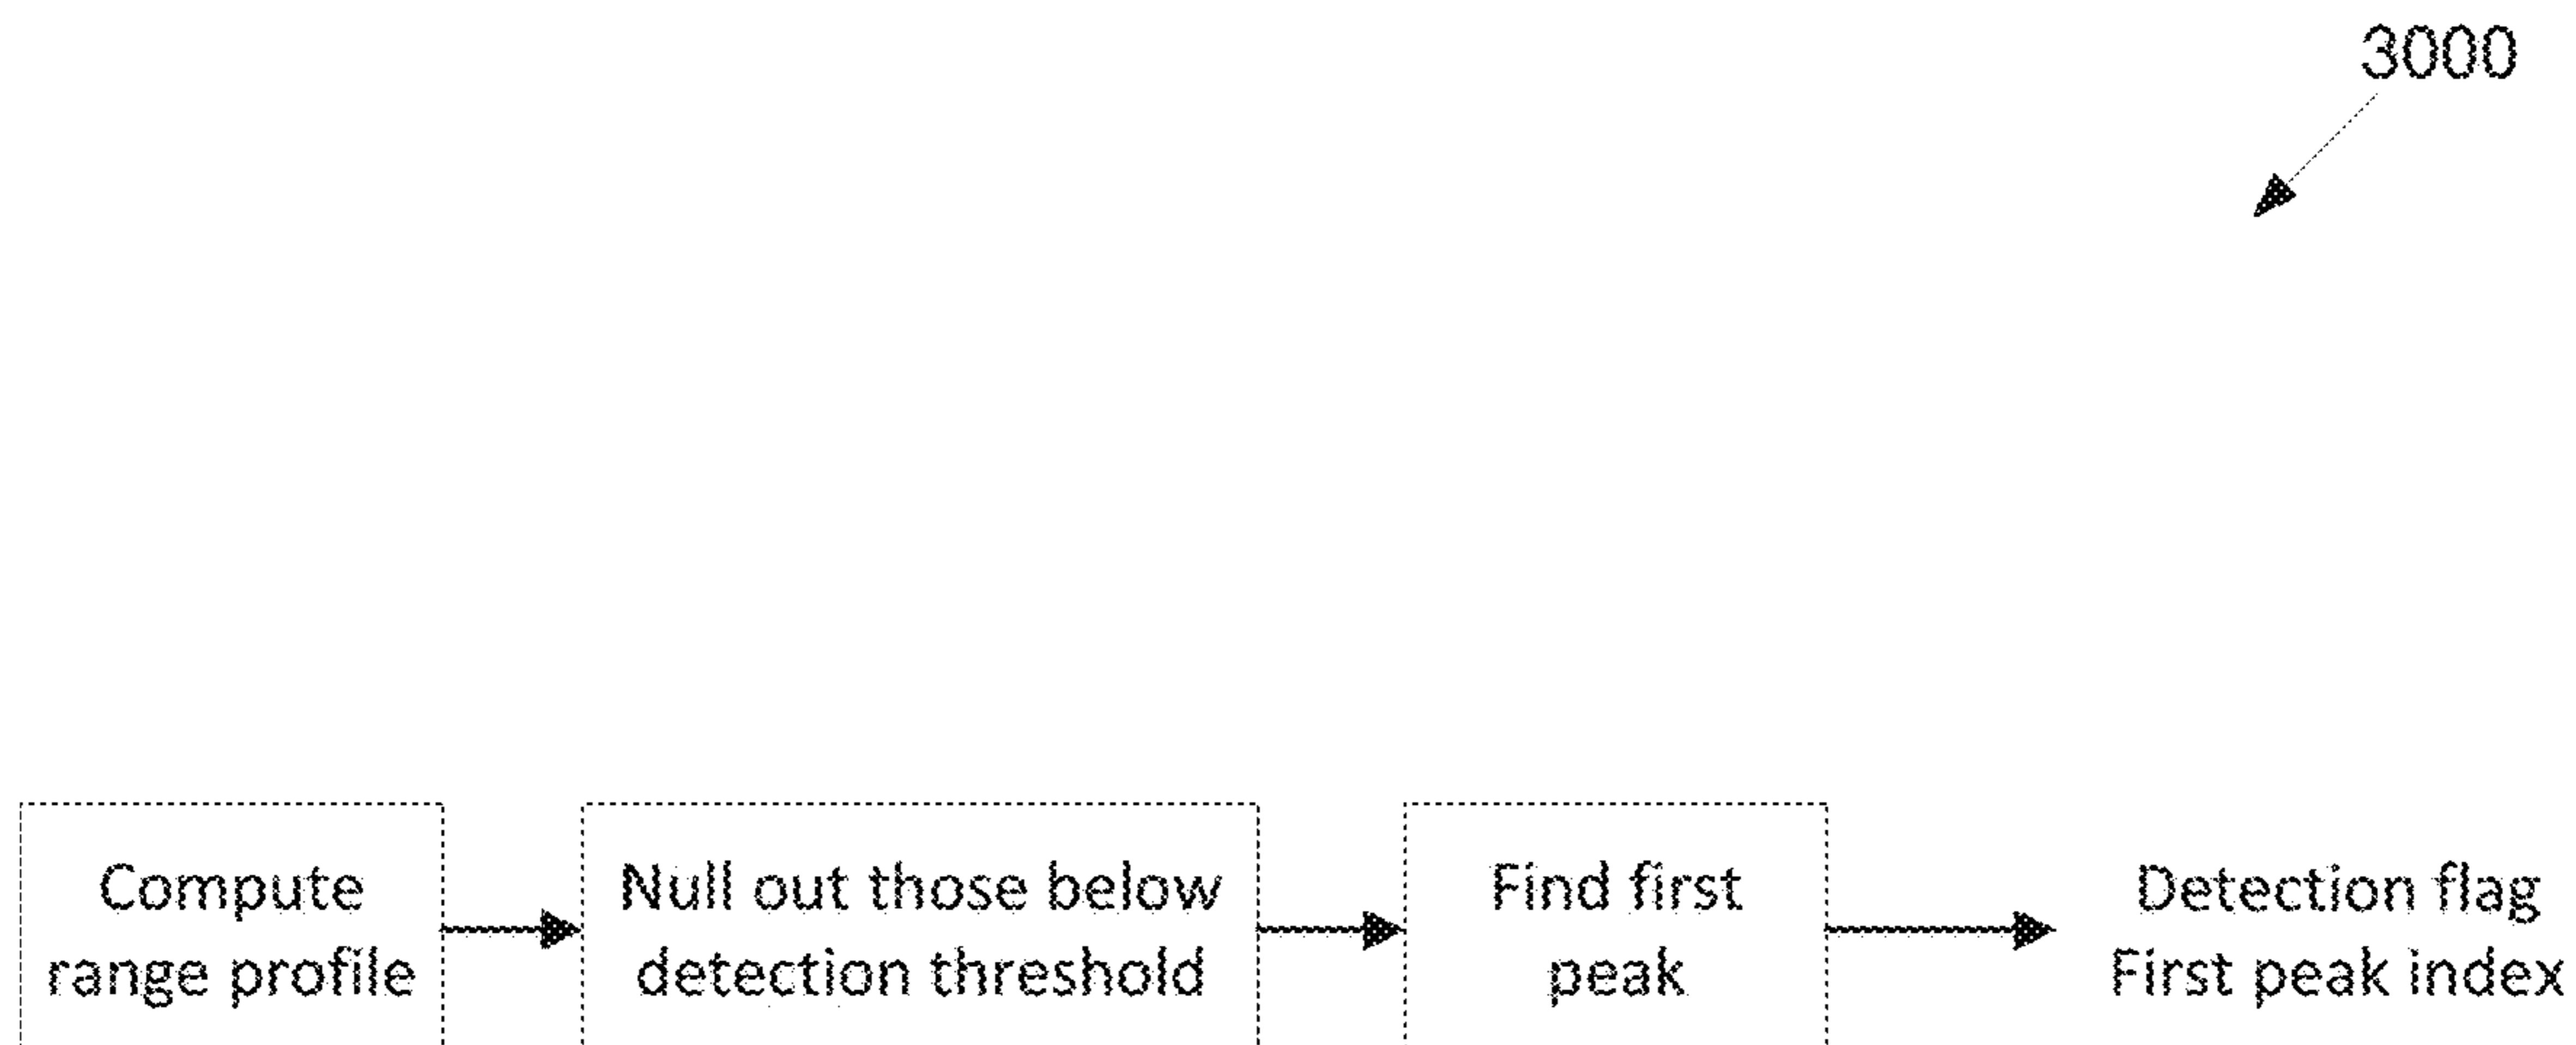 3000
Compute
range profile
Null out those below
detection threshold
Find first
peak
Detection flag
First peak index